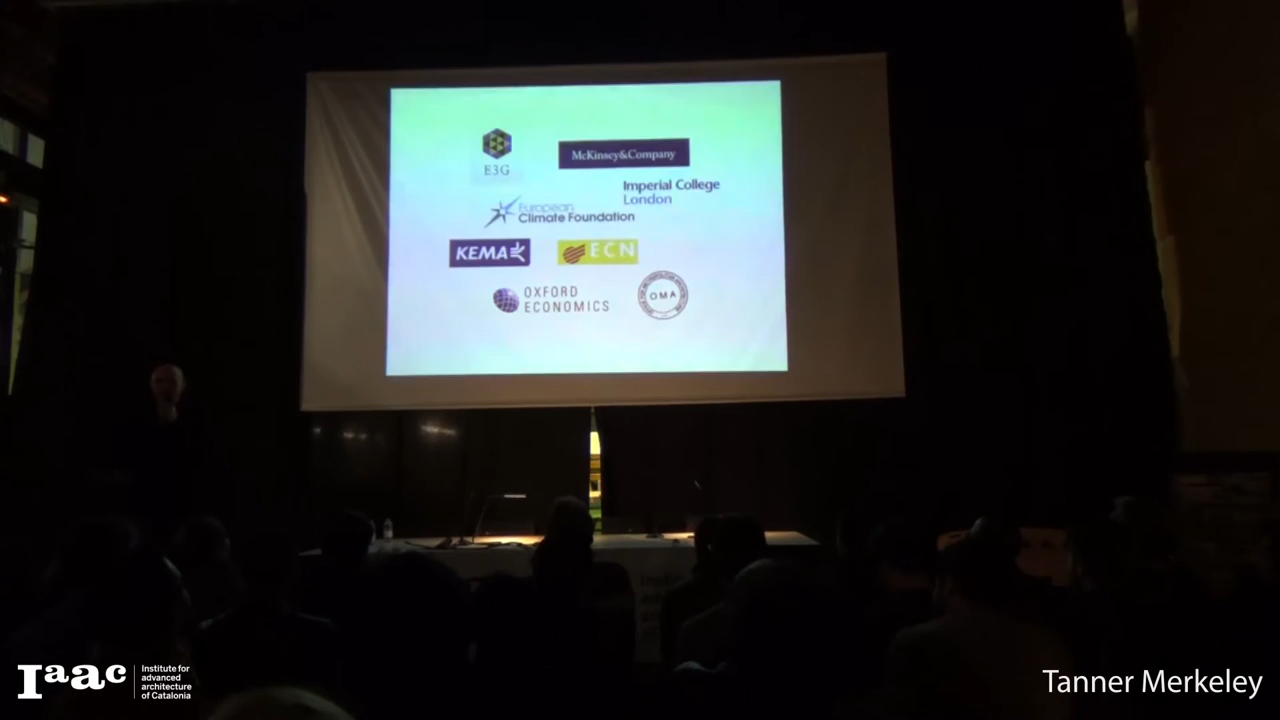 E3G
McKinsey&Company
Imperial College
London
European
Climate Foundation
KEMA
ECN
OXFORD
ECONOMICS
OMA
Iaac
Institute for
advanced
architecture
of Catalonia
Tanner Merkeley